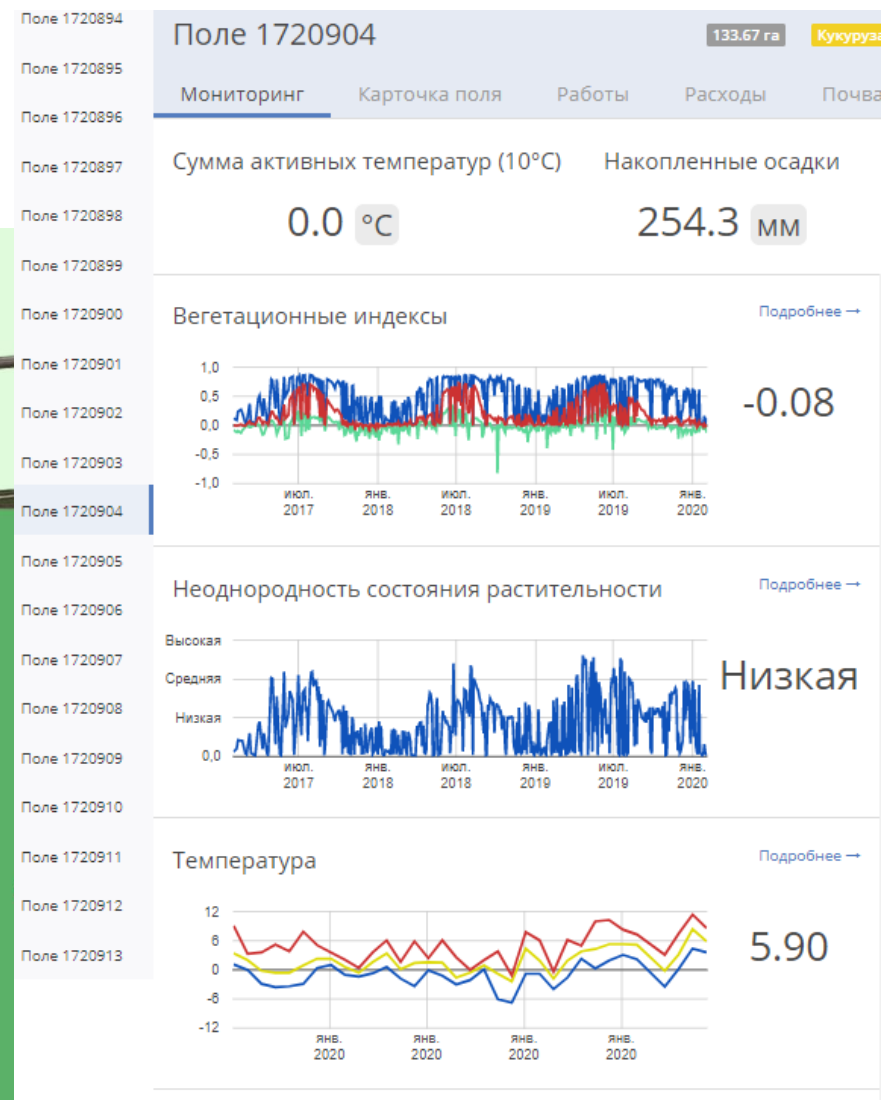 Поле 1720894
Поле 1720895
Поле 1720896
Поле 1720897
Поле 1720898
Поле 1720899
Поле 1720900
Поле 1720901
Поле 1720902
Поле 1720903
Поле 1720904
Поле 1720905
Поле 1720906
Поле 1720907
Поле 1720908
Поле 1720909
Поле 1720910
Поле 1720911
Поле 1720912
Поле 1720913
Поле 1720904 133.67 га Кукуруза
Мониторинг Карточка поля Работы Расходы Почва
Сумма активных температур (10°C) Накопленные осадки
0.0 °C 254.3 мм
Вегетационные индексы Подробнее →
1,0
0.5
0.0
-0.5
-1,0
июл. янв. июл. янв. июл. янв.
2017 2018 2018 2019 2019 2020
-0.08
Неоднородность состояния растительности Подробнее →
Высокая
Средняя
Низкая
0,0
июл. янв. июл. янв. июл. янв.
2017 2018 2018 2019 2019 2020
Низкая
Температура Подробнее →
12
6
0
-6
-12
янв. янв. янв. янв.
2020 2020 2020 2020
5.90